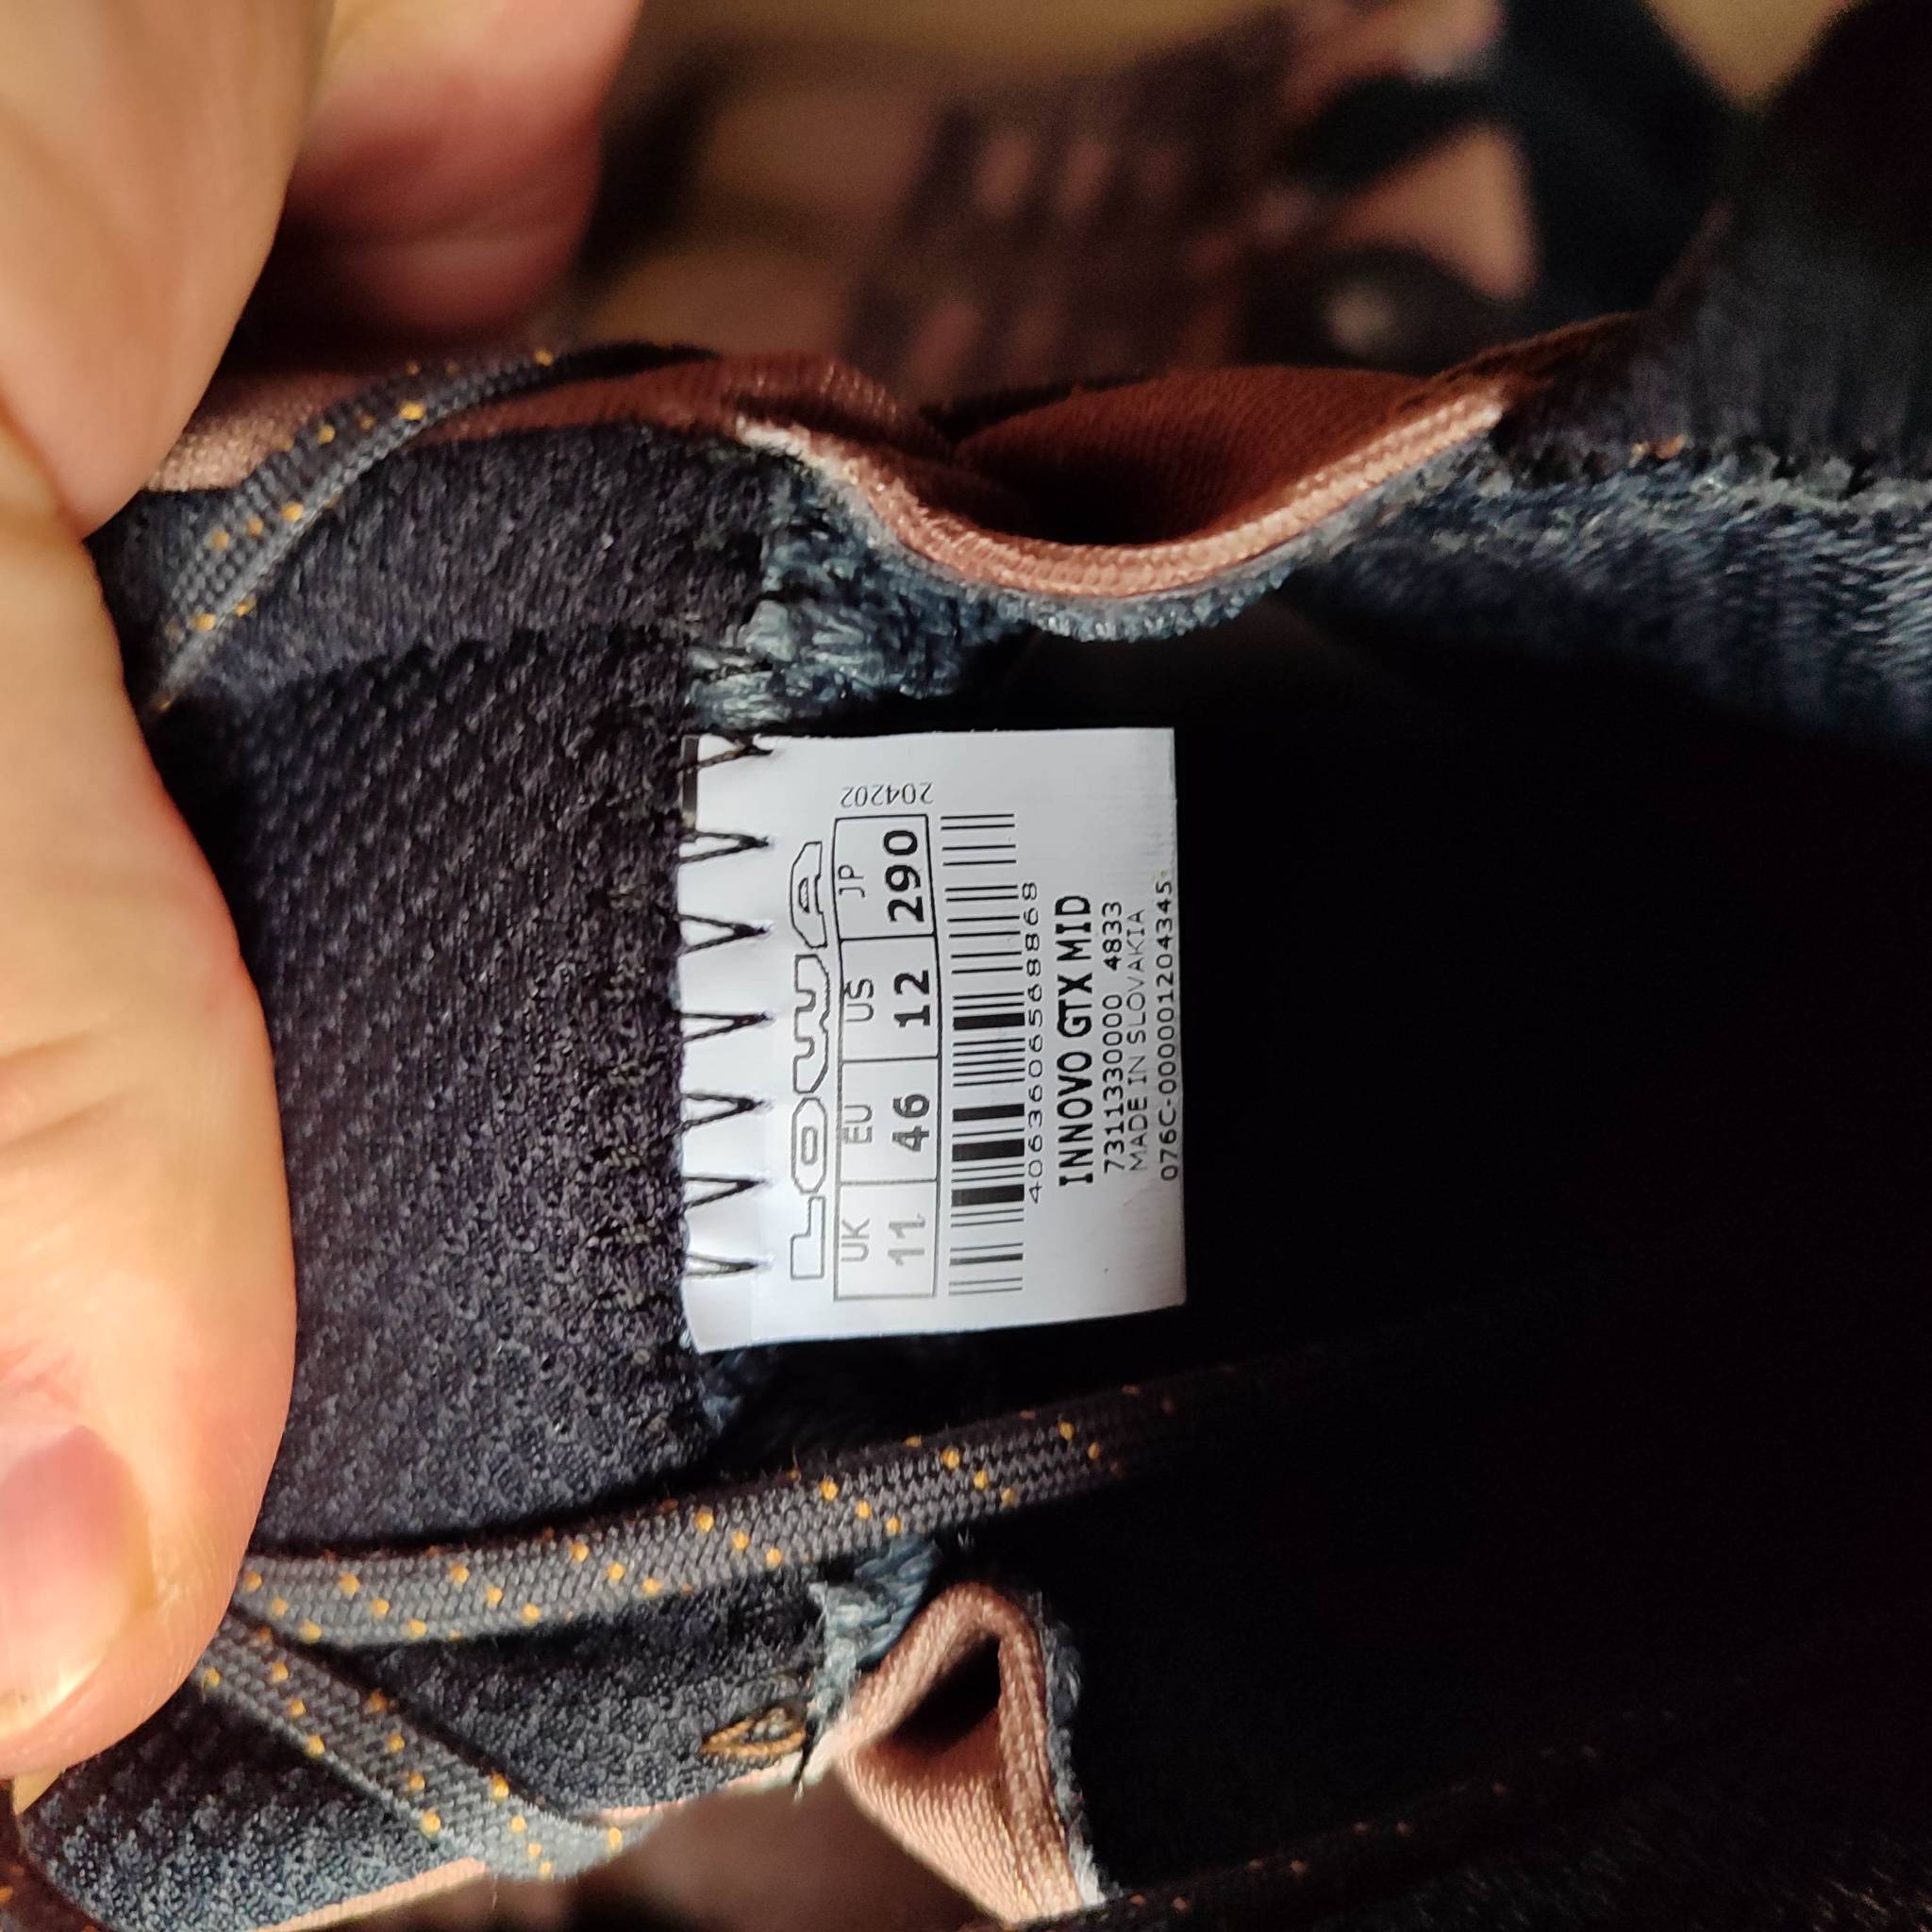 204202
LOWA
UK EU US JP
11 46 12 290
4063606568868
INNOVO GTX MID
7311330000 4833
MADE IN SLOVAKIA
076C-000001204345